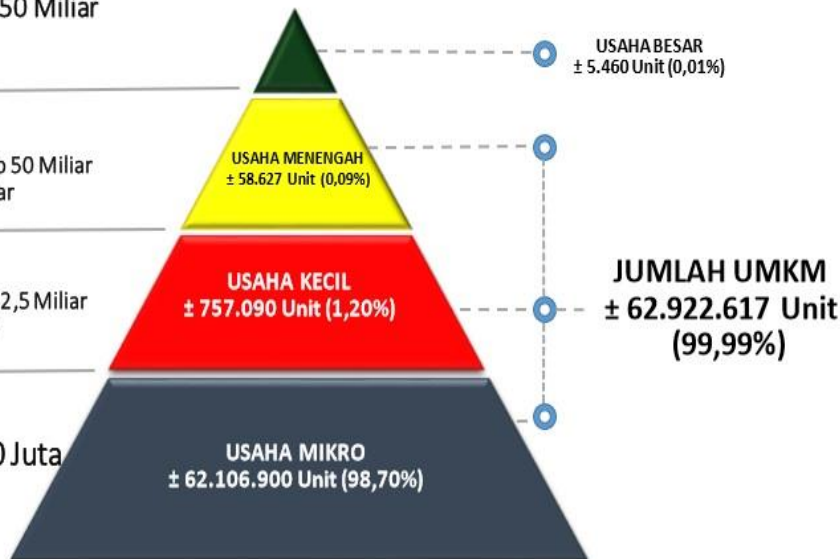 50 Miliar
USAHA BESAR
± 5.460 Unit (0,01%)
50 Miliar
USAHA MENENGAH
± 58.627 Unit (0,09%)
2,5 Miliar
USAHA KECIL
± 757.090 Unit (1,20%)
JUMLAH UMKM
± 62.922.617 Unit
(99,99%)
Juta
USAHA MIKRO
± 62.106.900 Unit (98,70%)